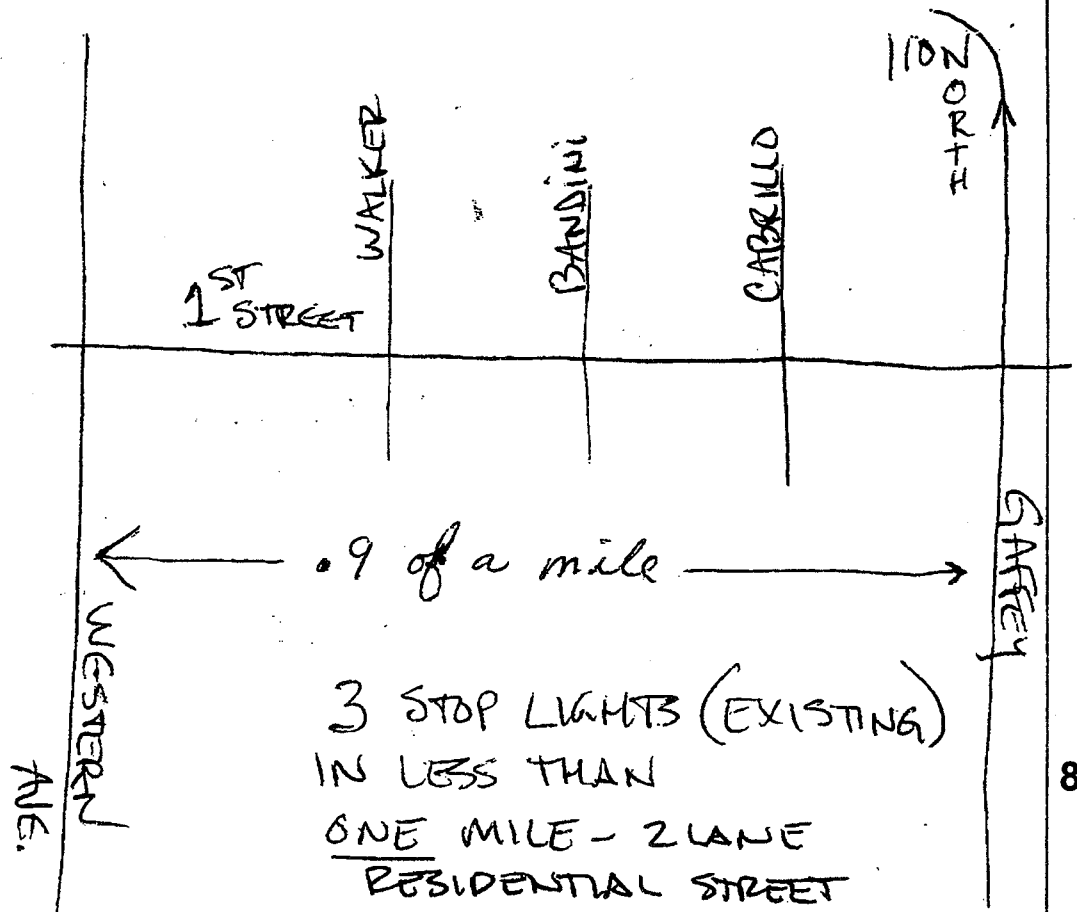 110 NORTH
WALKER
BANDINI
CABRILLO
1ST
STREET
GAFFEY
.9 of a mile
WESTERN
AVE.
3 STOP LIGHTS (EXISTING)
IN LESS THAN
ONE MILE - 2 LANE
RESIDENTIAL STREET
8